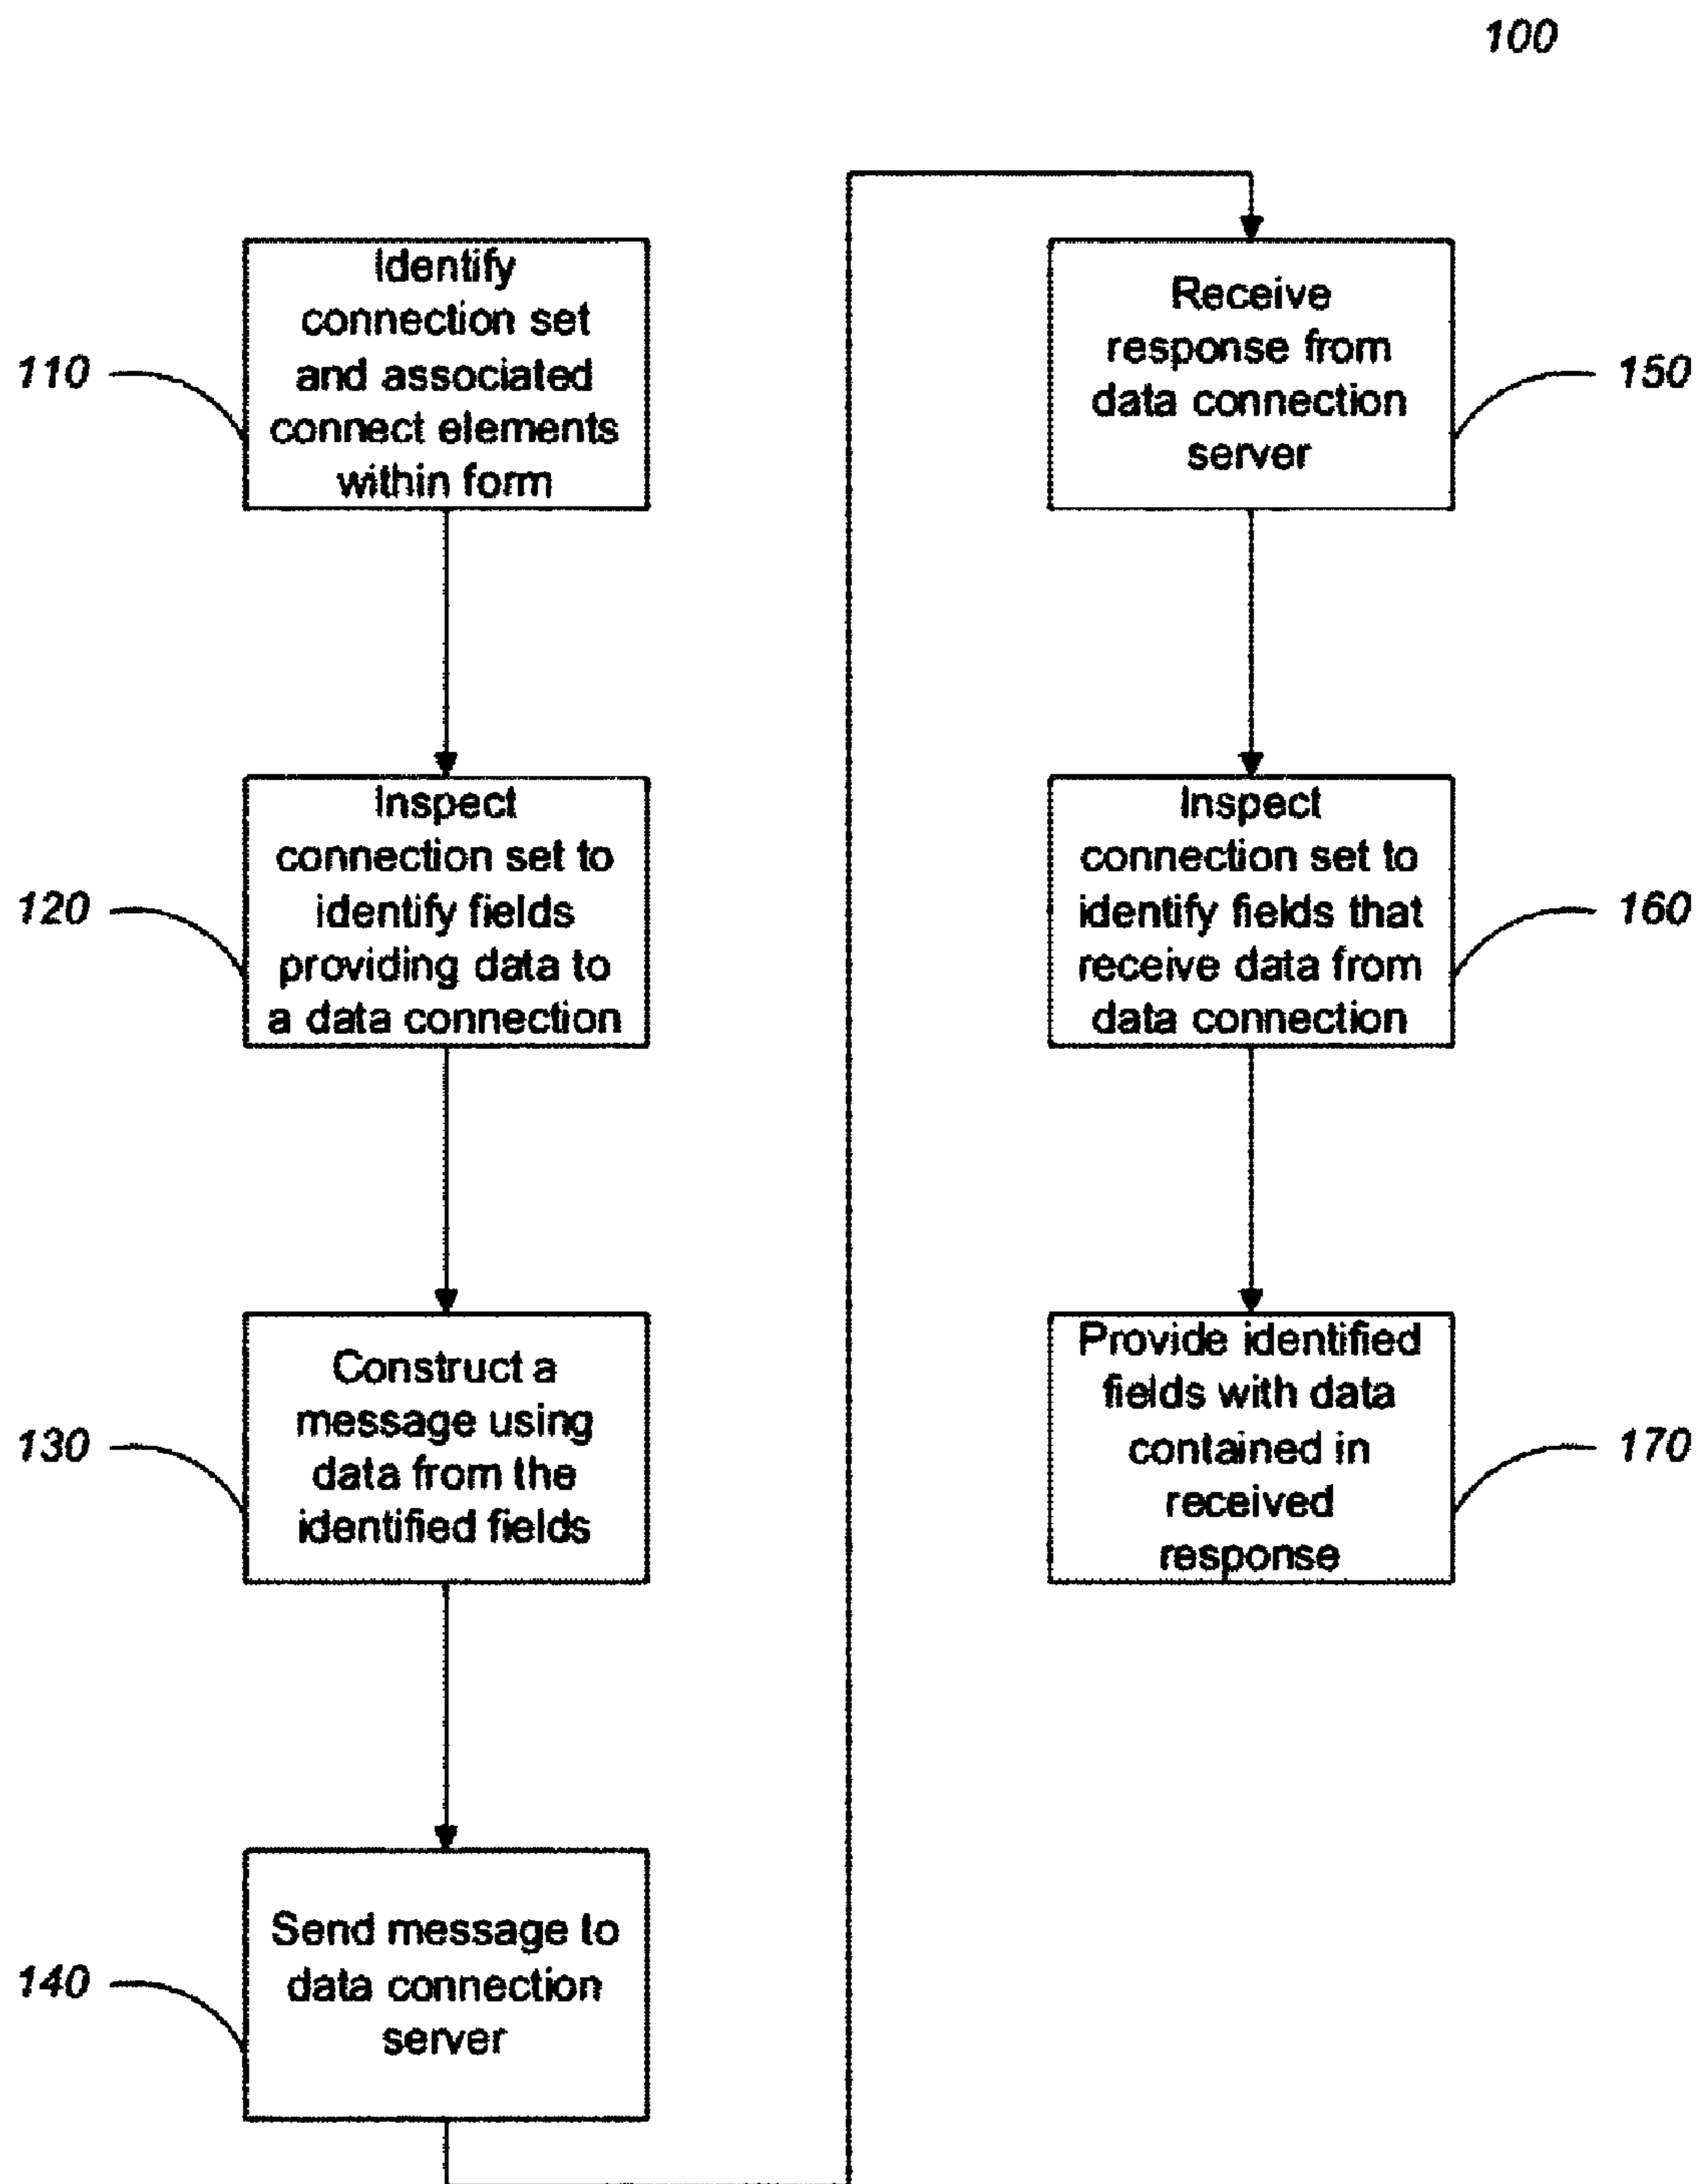 100
110
Identify
connection set
and associated
connect elements
within form
120
Inspect
connection set to
identify fields
providing data to
a data connection
130
Construct a
message using
data from the
identified fields
140
Send message to
data connection
server
150
Receive
response from
data connection
server
160
Inspect
connection set to
identify fields that
receive data from
data connection
170
Provide identified
fields with data
contained in
received
response